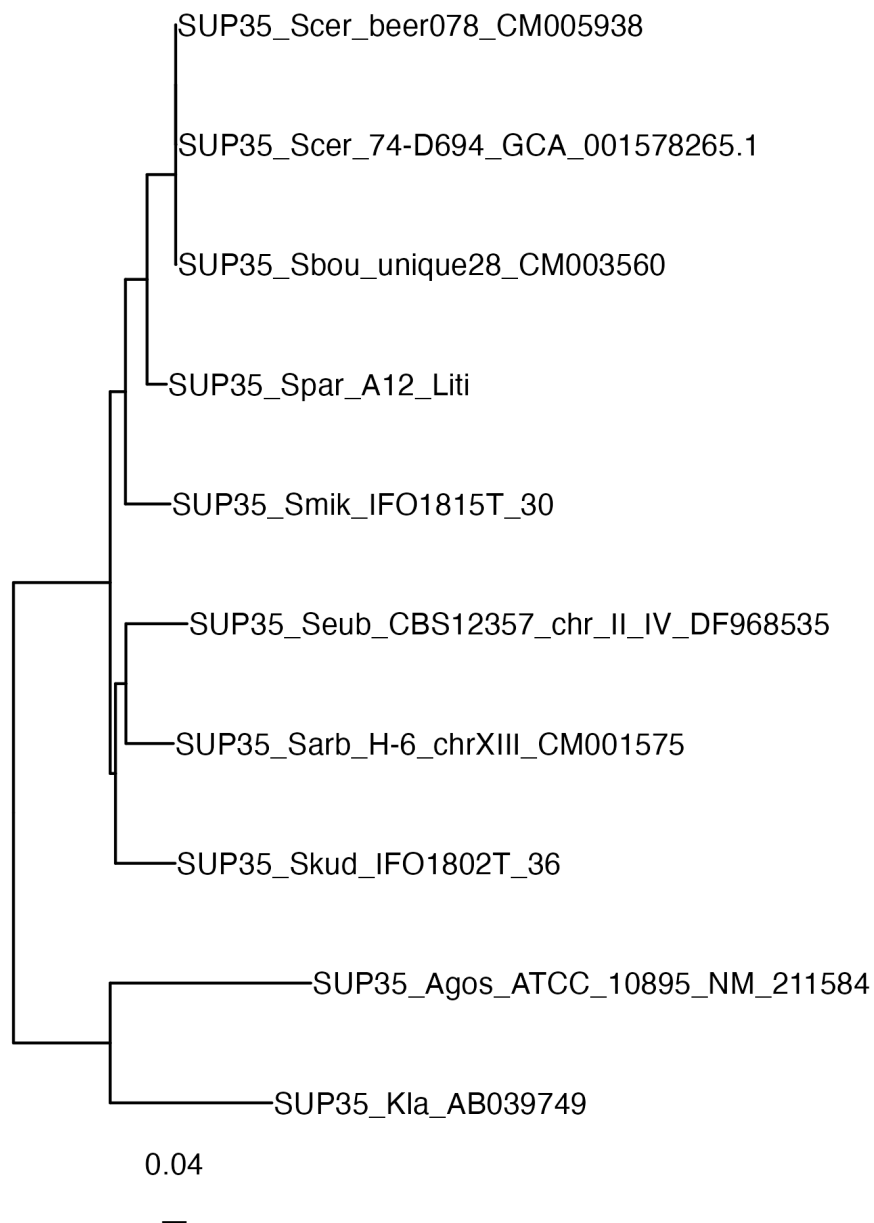 SUP35_Scer_beer078_CM005938
SUP35_Scer_74-D694_GCA_001578265.1
SUP35_Sbou_unique28_CM003560
SUP35_Spar_A12_Liti
SUP35_Smik_IFO1815T_30
SUP35_Seub_CBS12357_chr_II_IV_DF968535
SUP35_Sarb_H-6_chrXIII_CM001575
SUP35_Skud_IFO1802T_36
SUP35_Agos_ATCC_10895_NM_211584
SUP35_Kla_AB039749
0.04